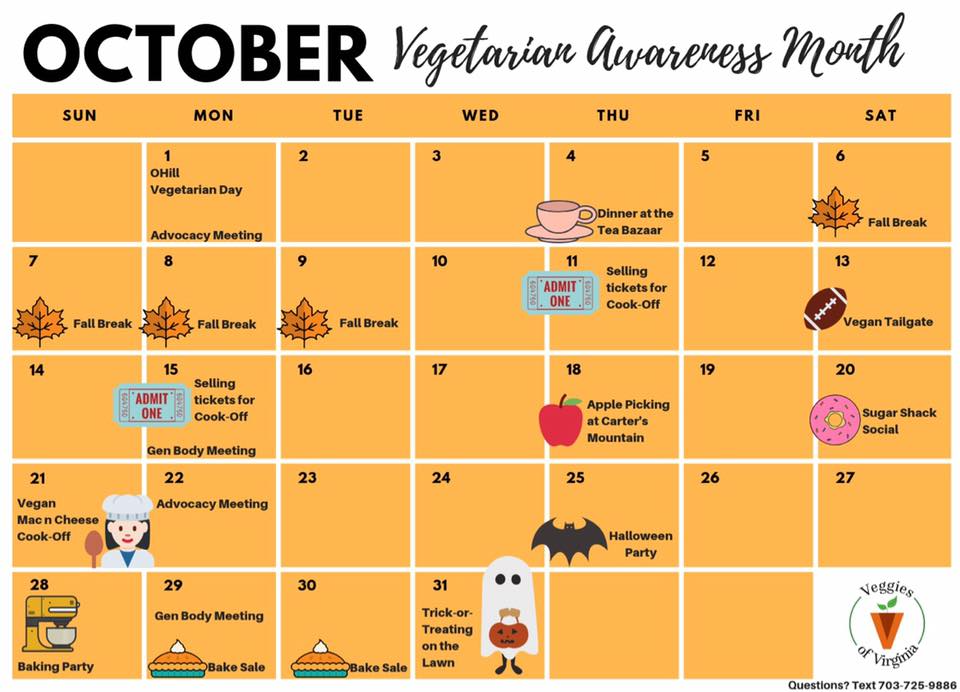 OCTOBER Vegetarian Awareness Month
SUN MON TUE WED THU FRI SAT
1
OHill
Vegetarian Day
Advocacy Meeting
2
3
4
Dinner at the
Tea Bazaar
5
6
Fall Break
7
Fall Break
8
Fall Break
9
Fall Break
10
11
ADMIT
ONE
604760
604760
Selling
tickets for
Cook-Off
12
13
Vegan Tailgate
14
15
ADMIT
ONE
604760
604760
Selling
tickets for
Cook-Off
Gen Body Meeting
16
17
18
Apple Picking
at Carter's
Mountain
19
20
Sugar Shack
Social
21
Vegan
Mac n Cheese
Cook-Off
22
Advocacy Meeting
23
24
25
Halloween
Party
26
27
28
Baking Party
29
Gen Body Meeting
Bake Sale
30
Bake Sale
31
Trick-or-
Treating
on the
Lawn
Veggies
of Virginia
Questions? Text 703-725-9886